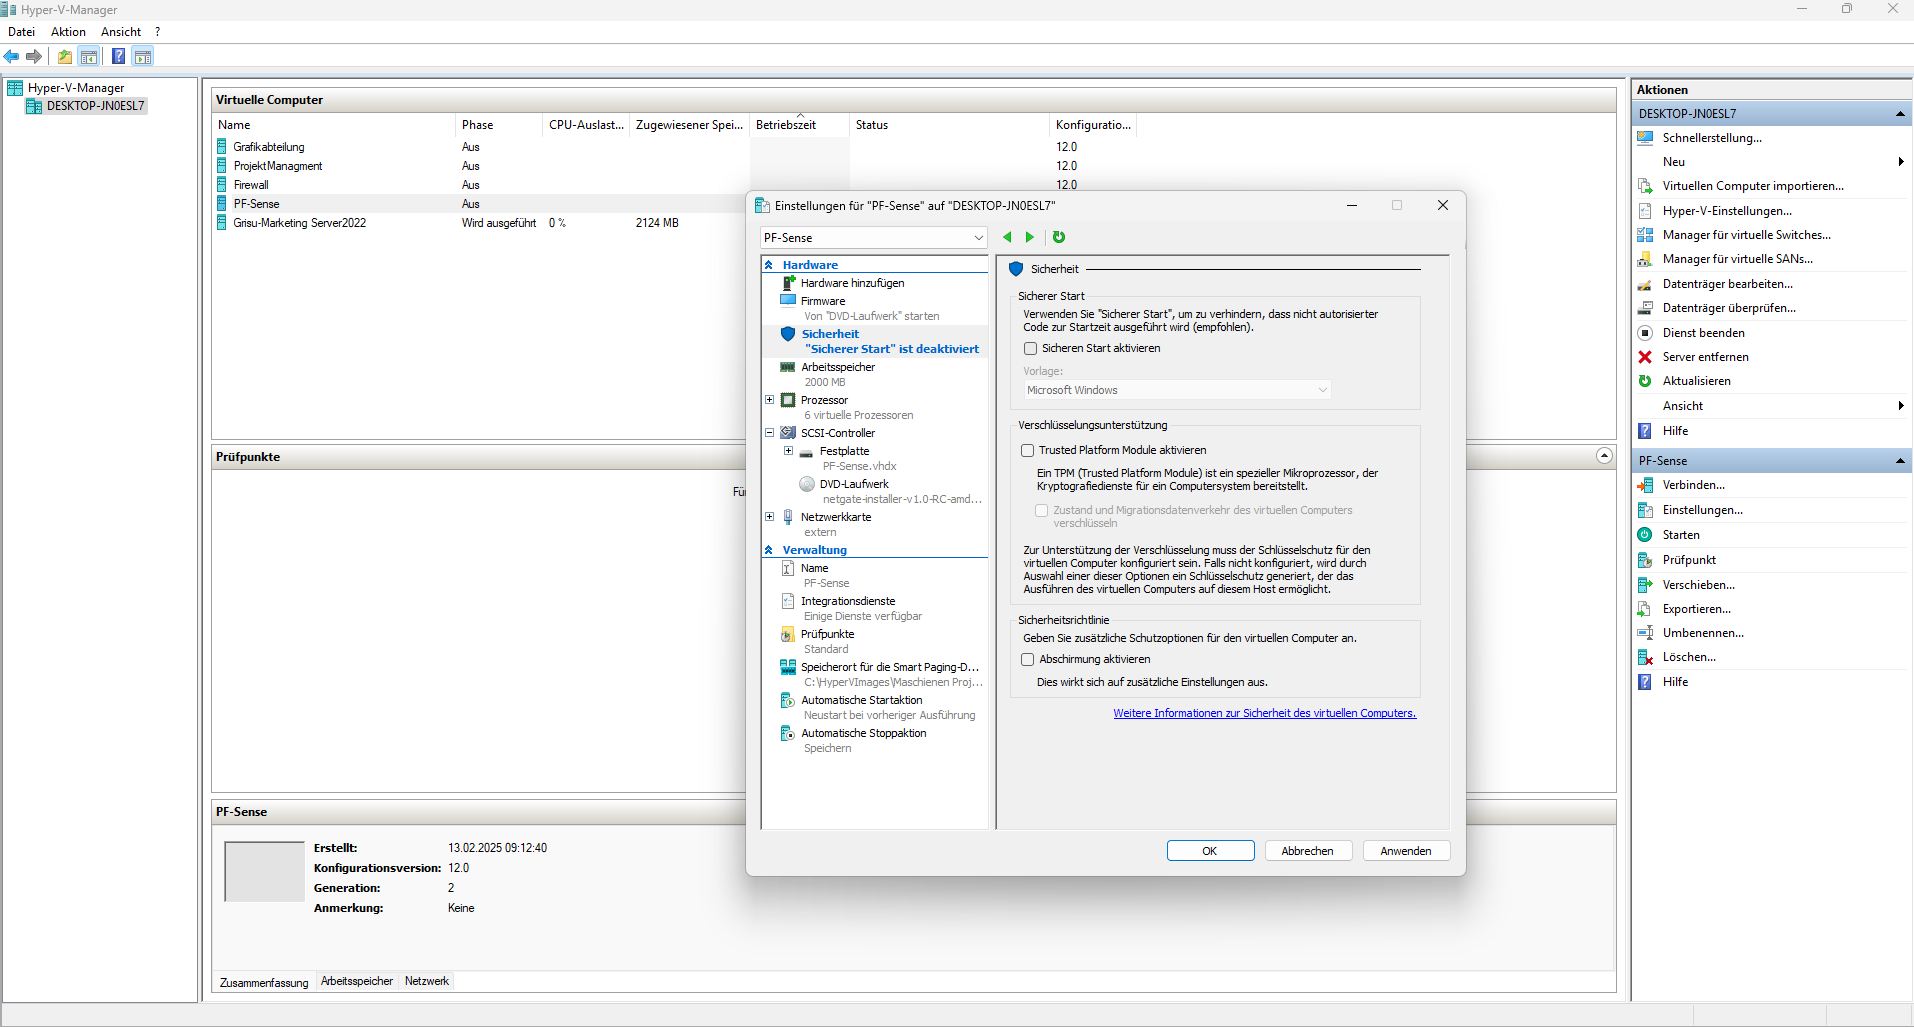 Hyper-V-Manager
Datei Aktion Ansicht ?
Hyper-V-Manager
DESKTOP-JN0ESL7
Virtuelle Computer
Name Phase CPU-Auslast... Zugewiesener Spei... Betriebszeit Status Konfiguratio...
Grafikabteilung Aus 12.0
ProjektManagment Aus 12.0
Firewall Aus 12.0
PF-Sense Aus
Grisu-Marketing Server2022 Wird ausgeführt 0 % 2124 MB
Prüfpunkte
Fü
PF-Sense
Erstellt: 13.02.2025 09:12:40
Konfigurationsversion: 12.0
Generation: 2
Anmerkung: Keine
Zusammenfassung Arbeitsspeicher Netzwerk
Einstellungen für "PF-Sense" auf "DESKTOP-JN0ESL7"
PF-Sense
Hardware
Hardware hinzufügen
Firmware
Von "DVD-Laufwerk" starten
Sicherheit
"Sicherer Start" ist deaktiviert
Arbeitsspeicher
2000 MB
Prozessor
6 virtuelle Prozessoren
SCSI-Controller
Festplatte
PF-Sense.vhdx
DVD-Laufwerk
netgate-installer-v1.0-RC-amd...
Netzwerkkarte
extern
Verwaltung
Name
PF-Sense
Integrationsdienste
Einige Dienste verfügbar
Prüfpunkte
Standard
Speicherort für die Smart Paging-D...
C:\HyperVImages\Maschienen Proj...
Automatische Startaktion
Neustart bei vorheriger Ausführung
Automatische Stoppaktion
Speichern
Sicherheit
Sicherer Start
Verwenden Sie "Sicherer Start", um zu verhindern, dass nicht autorisierter
Code zur Startzeit ausgeführt wird (empfohlen).
Sicheren Start aktivieren
Vorlage:
Microsoft Windows
Verschlüsselungsunterstützung
Trusted Platform Module aktivieren
Ein TPM (Trusted Platform Module) ist ein spezieller Mikroprozessor, der
Kryptografiedienste für ein Computersystem bereitstellt.
Zustand und Migrationsdatenverkehr des virtuellen Computers
verschlüsseln
Zur Unterstützung der Verschlüsselung muss der Schlüsselschutz für den
virtuellen Computer konfiguriert sein. Falls nicht konfiguriert, wird durch
Auswahl einer dieser Optionen ein Schlüsselschutz generiert, der das
Ausführen des virtuellen Computers auf diesem Host ermöglicht.
Sicherheitsrichtlinie
Geben Sie zusätzliche Schutzoptionen für den virtuellen Computer an.
Abschirmung aktivieren
Dies wirkt sich auf zusätzliche Einstellungen aus.
Weitere Informationen zur Sicherheit des virtuellen Computers.
OK Abbrechen Anwenden
Aktionen
DESKTOP-JN0ESL7
Schnellerstellung...
Neu
Virtuellen Computer importieren...
Hyper-V-Einstellungen...
Manager für virtuelle Switches...
Manager für virtuelle SANs...
Datenträger bearbeiten...
Datenträger überprüfen...
Dienst beenden
Server entfernen
Aktualisieren
Ansicht
Hilfe
PF-Sense
Verbinden...
Einstellungen...
Starten
Prüfpunkt
Verschieben...
Exportieren...
Umbenennen...
Löschen...
Hilfe